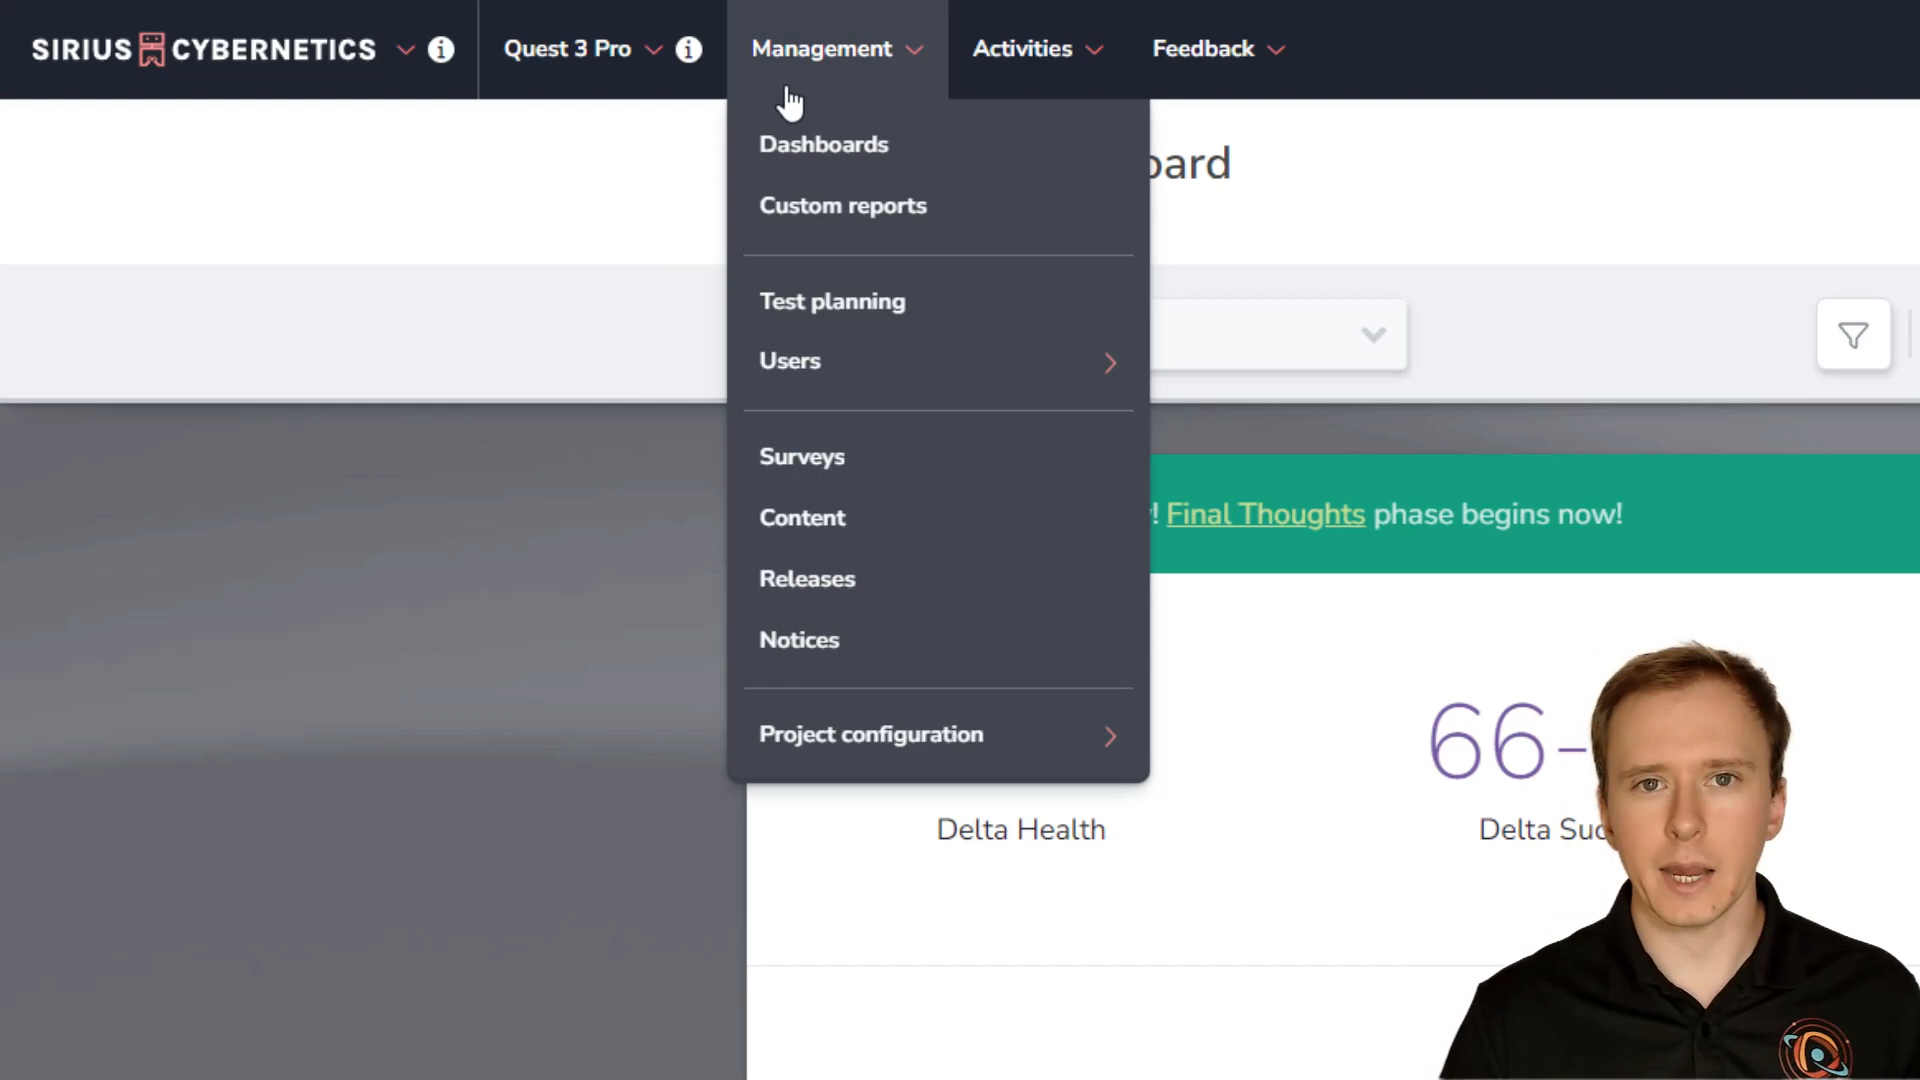 SIRIUS CYBERNETICS
Quest 3 Pro
Management
Activities
Feedback
Dashboards
Custom reports
Test planning
Users
Surveys
Content
Releases
Notices
Project configuration
oard
! Final Thoughts phase begins now!
66-
Delta Health
Delta Suc